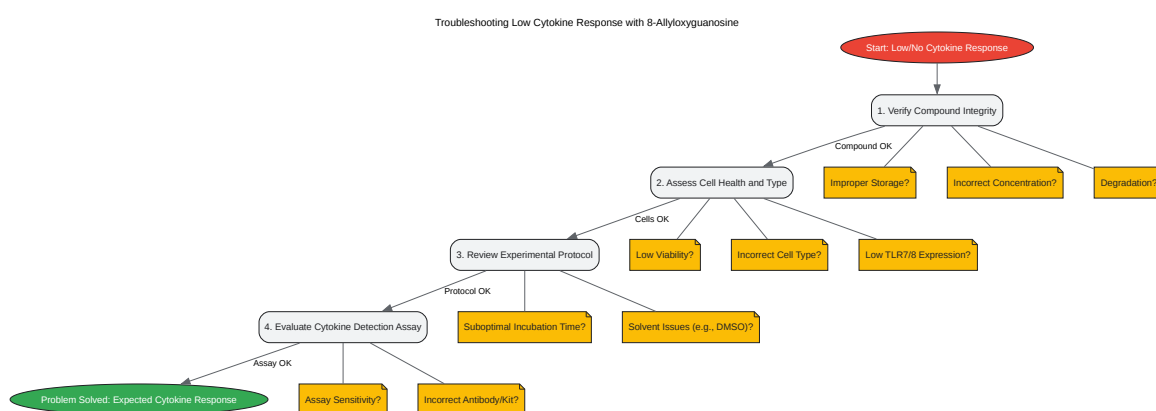 Troubleshooting Low Cytokine Response with 8-Allyloxyguanosine
Start: Low/No Cytokine Response
1. Verify Compound Integrity
Compound OK
2. Assess Cell Health and Type
Improper Storage?
Incorrect Concentration?
Degradation?
Cells OK
3. Review Experimental Protocol
Low Viability?
Incorrect Cell Type?
Low TLR7/8 Expression?
Protocol OK
4. Evaluate Cytokine Detection Assay
Suboptimal Incubation Time?
Solvent Issues (e.g., DMSO)?
Assay OK
Problem Solved: Expected Cytokine Response
Assay Sensitivity?
Incorrect Antibody/Kit?